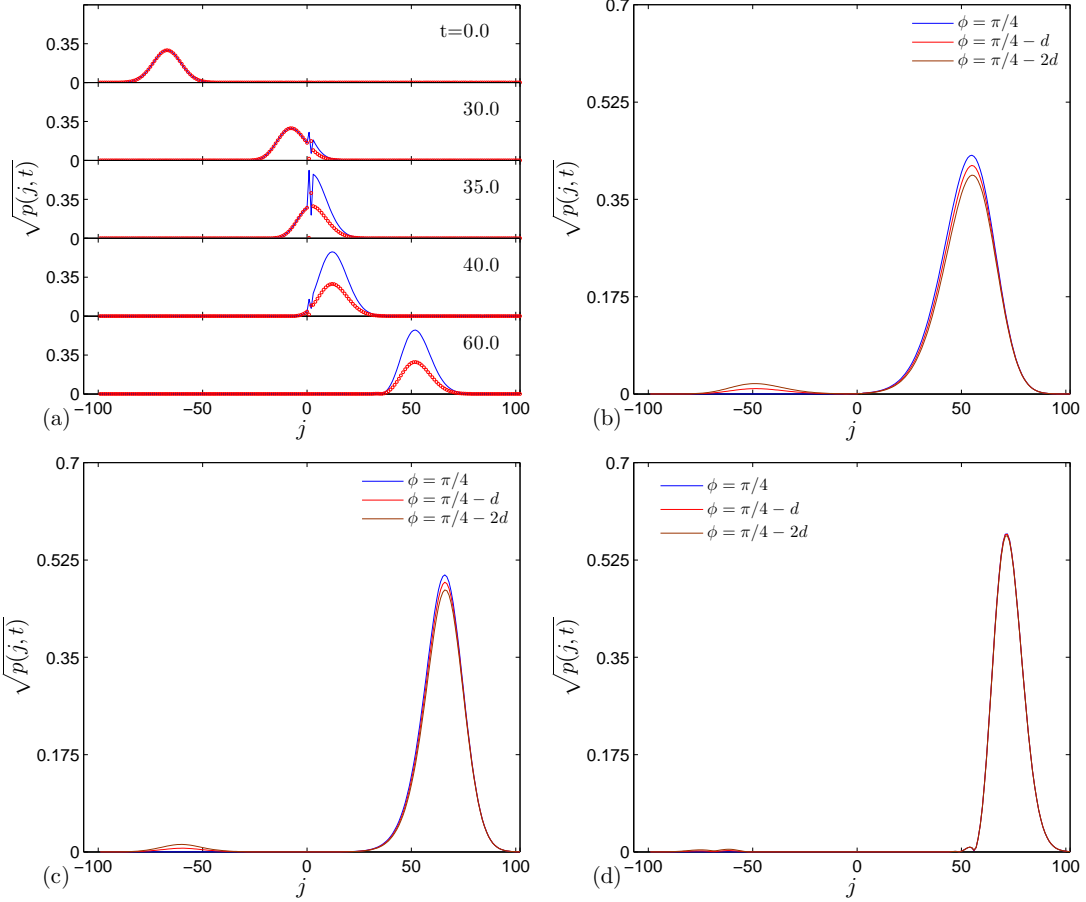 t=0.0
0.35
0
30.0
0.35
0
35.0
0.35
0
40.0
0.35
0
60.0
0.35
0
−100
−50
0
50
100
√p(j, t)
j
(a)
0.7
0.525
0.35
0.175
0
ϕ = π/4
ϕ = π/4 − d
ϕ = π/4 − 2d
−100
−50
0
50
100
√p(j, t)
j
(b)
0.7
0.525
0.35
0.175
0
ϕ = π/4
ϕ = π/4 − d
ϕ = π/4 − 2d
−100
−50
0
50
100
√p(j, t)
j
(c)
0.7
0.525
0.35
0.175
0
ϕ = π/4
ϕ = π/4 − d
ϕ = π/4 − 2d
−100
−50
0
50
100
√p(j, t)
j
(d)